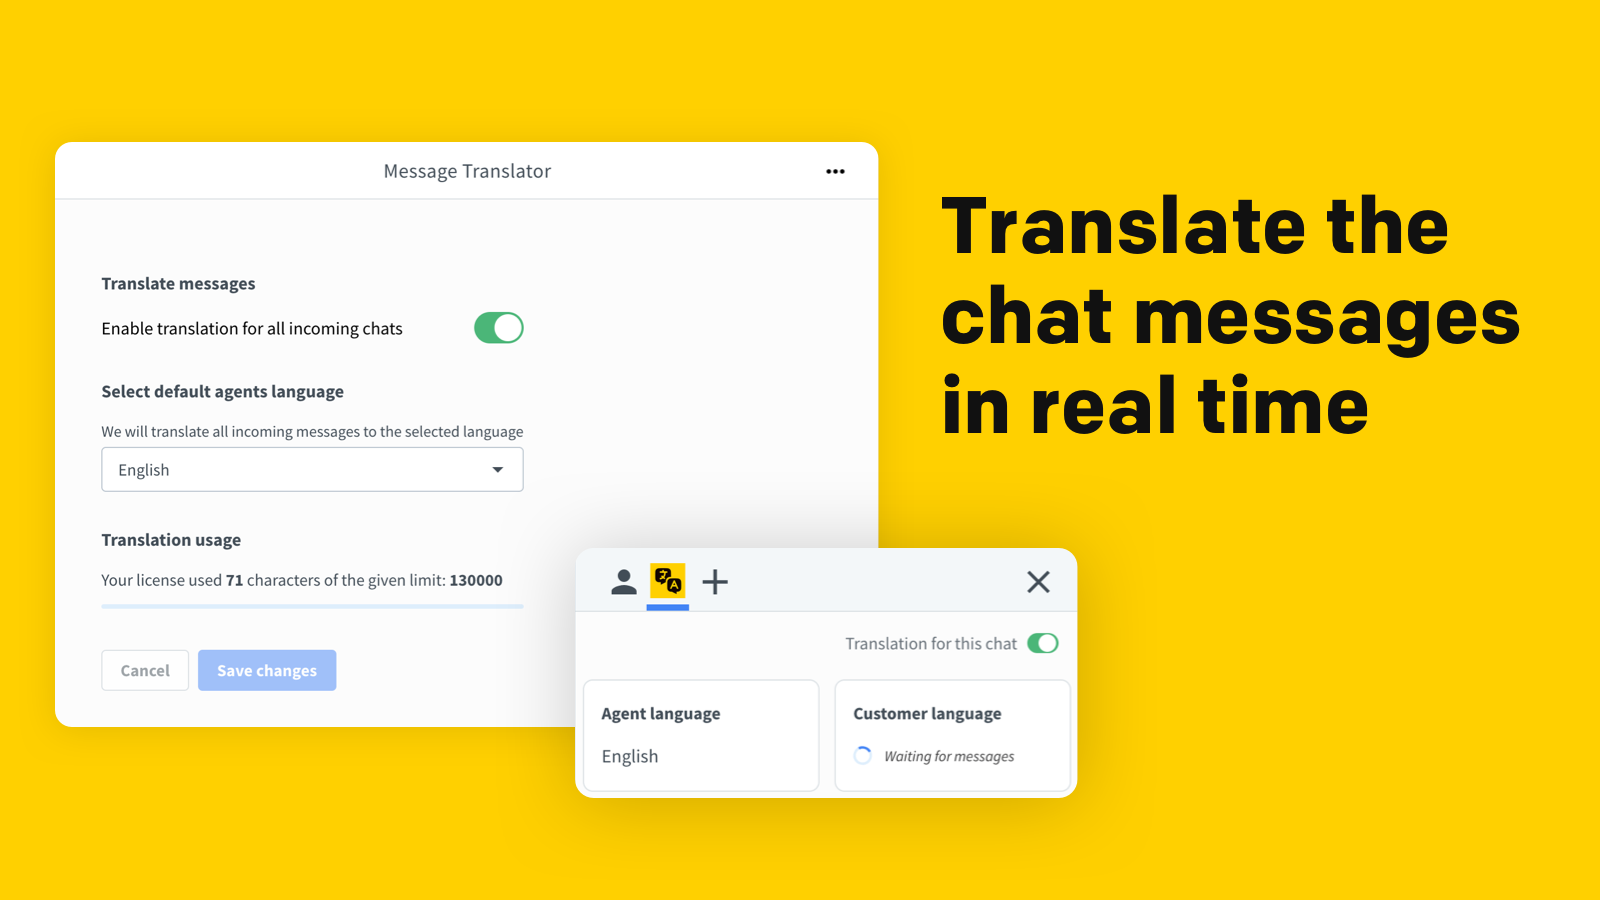 Message Translator
Translate messages
Enable translation for all incoming chats
Select default agents language
We will translate all incoming messages to the selected language
English
Translation usage
Your license used 71 characters of the given limit: 130000
Cancel
Save changes
Translate the
chat messages
in real time
Translation for this chat
Agent language
English
Customer language
Waiting for messages